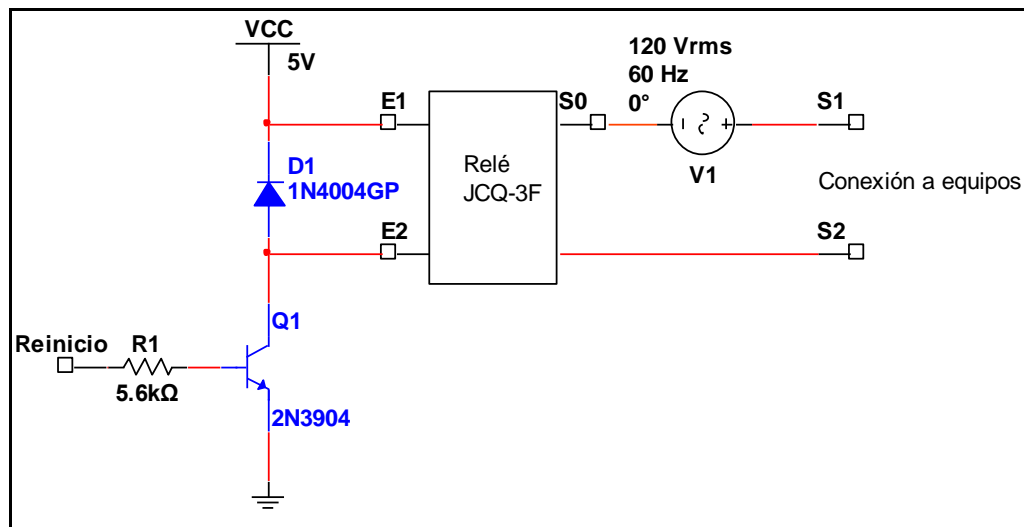 VCC
5V
120 Vrms
60 Hz
0°
E1
S0
S1
D1
1N4004GP
Relé
JCQ-3F
V1
Conexión a equipos
E2
S2
Q1
Reinicio
R1
5.6kΩ
2N3904